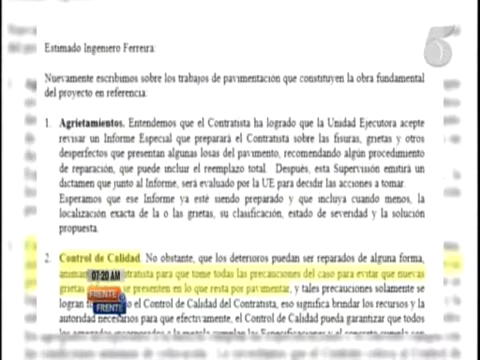 5
Estimado Ingeniero Ferreira:
Nuevamente escribimos sobre los trabajos de pavimentación que constituyen la obra fundamental
del proyecto en referencia.
1. Agrietamientos. Entendemos que el Contratista ha logrado que la Unidad Ejecutora acepte
revisar un Informe Especial que preparará el Contratista sobre las fisuras, grietas y otros
desperfectos que presentan algunas losas del pavimento, recomendando algún procedimiento
de reparación, que puede incluir el reemplazo total. Después, esta Supervisión emitirá un
dictamen que junto al Informe, será evaluado por la UE para decidir las acciones a tomar.
Esperamos que ese Informe ya esté siendo preparado y que incluya cuando menos, la
localización exacta de la o las grietas, su clasificación, estado de severidad y la solución
propuesta.
2. Control de Calidad. No obstante, que los deterioros puedan ser reparados de alguna forma,
07:20 AM
para que tome todas las precauciones del caso para evitar que nuevas
grietas se presenten en lo que resta por pavimentar, y tales precauciones solamente se
logran el Control de Calidad del Contratista, eso significa brindar los recursos y la
autoridad necesarios para que efectivamente, el Control de Calidad pueda garantizar que todos
FRENTE
FRENTE